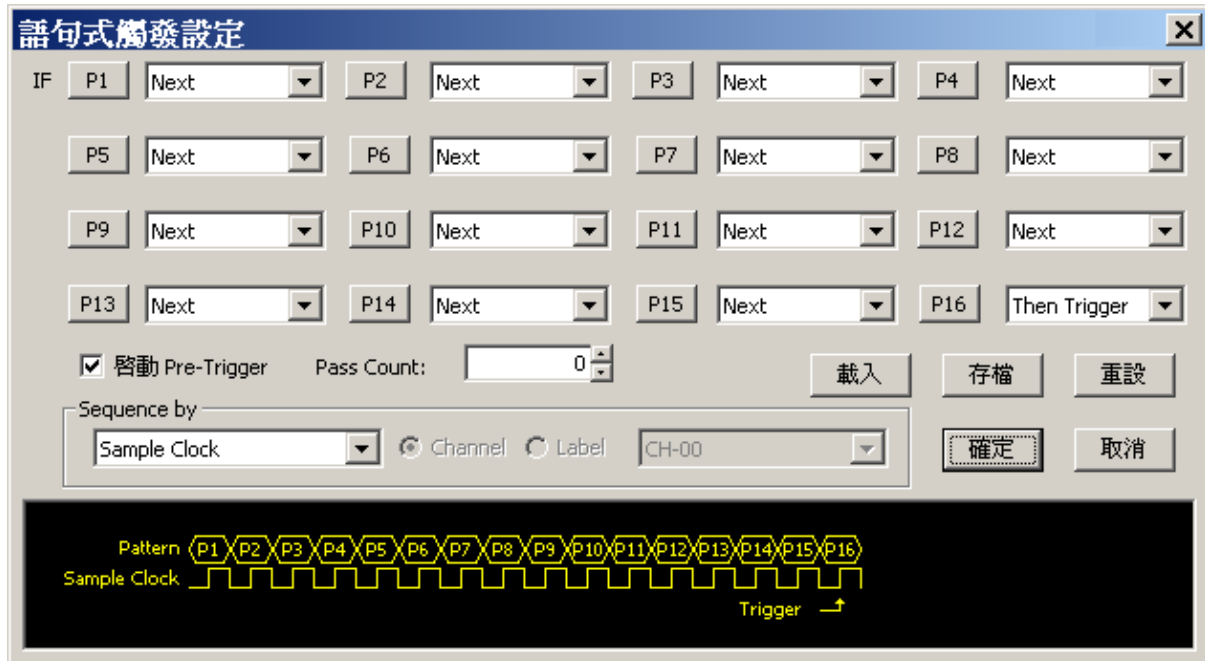 語句式觸發設定
IF P1 Next P2 Next P3 Next P4 Next
P5 Next P6 Next P7 Next P8 Next
P9 Next P10 Next P11 Next P12 Next
P13 Next P14 Next P15 Next P16 Then Trigger
啓動 Pre-Trigger Pass Count: 0 載入 存檔 重設
Sequence by
Sample Clock Channel Label CH-00 確定 取消
Pattern P1 P2 P3 P4 P5 P6 P7 P8 P9 P10 P11 P12 P13 P14 P15 P16
Sample Clock
Trigger